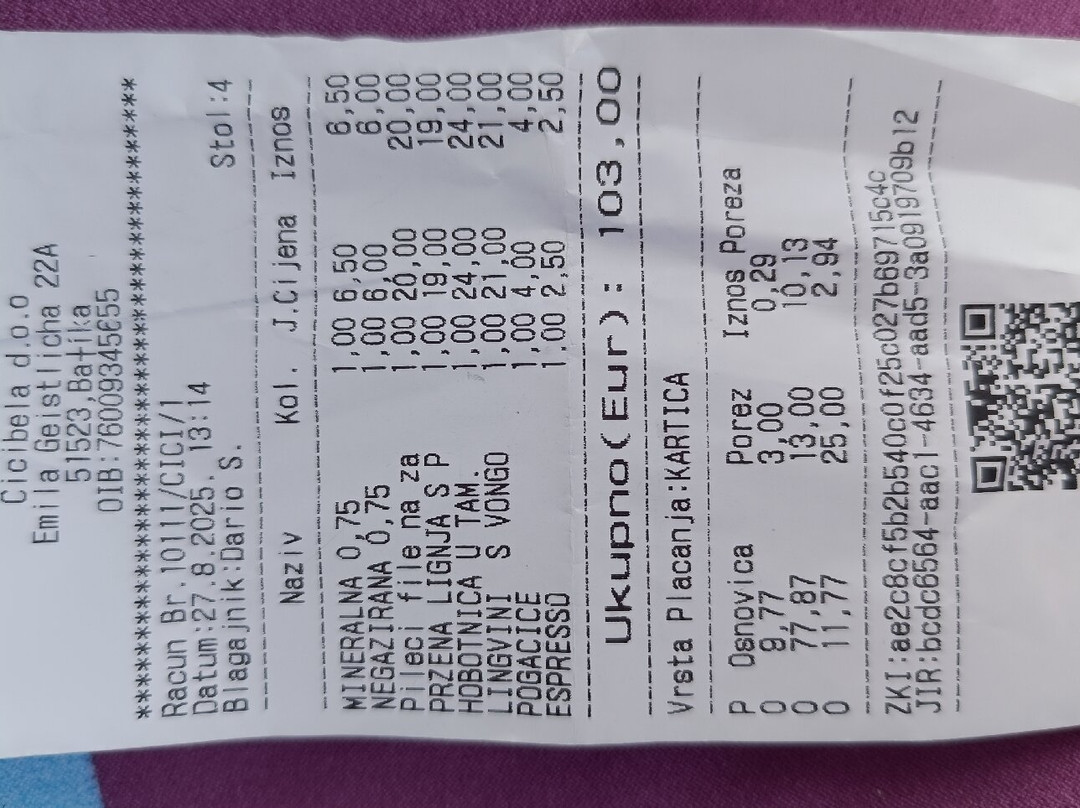 Cicibela d.o.o
Emila Geistlicha 22A
51523,Baška
OIB:76009345655
****************************************
Racun Br.10111/CICI/1
Datum:27.8.2025. 13:14
Blagajnik:Dario S. Stol:4
Naziv Kol. J.Cijena Iznos
MINERALNA 0,75 1,00 6,50 6,50
NEGAZIRANA 0,75 1,00 6,00 6,00
Pileci file na za 1,00 20,00 20,00
PRZENA LIGNJA S P 1,00 19,00 19,00
HOBOTNICA U TAM. 1,00 24,00 24,00
LINGVINI S VONGO 1,00 21,00 21,00
POGACICE 1,00 4,00 4,00
ESPRESSO 1,00 2,50 2,50
Ukupno(Eur): 103,00
Vrsta Placanja:KARTICA
P Osnovica Porez Iznos Poreza
O 9,77 3,00 0,29
O 77,87 13,00 10,13
O 11,77 25,00 2,94
ZKI:ae2c8cf5b2b540c0f25c027b69715c4c
JIR:bcdc6564-aac1-4634-aad5-3a0919709b12